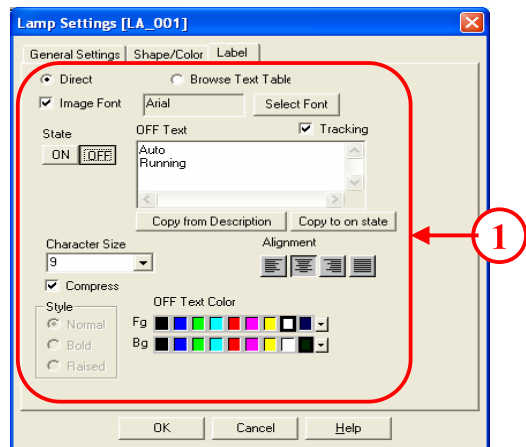 Lamp Settings [LA_001]
General Settings Shape/Color Label
Direct Browse Text Table
Image Font Arial Select Font
State OFF Text Tracking
ON OFF
Auto
Running
Copy from Description Copy to on state
Character Size Alignment
9
Compress
Style OFF Text Color
Normal Fg
Bold Bg
Raised
1
OK Cancel Help